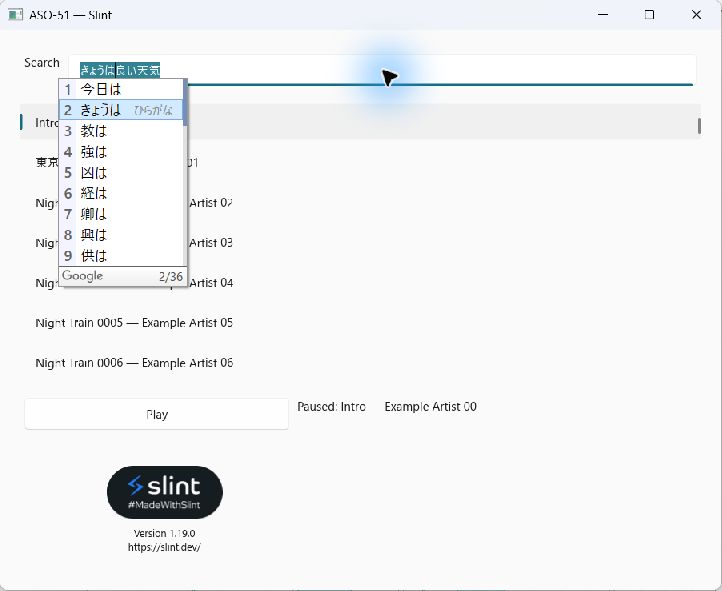 ASO-51 — Slint
Search
きょうは良い天気
1 今日は
2 きょうは ひらがな
3 教は
4 強は
5 凶は
6 経は
7 卿は
8 興は
9 供は
Google 2/36
Intro
東京 01
Night Artist 02
Night Artist 03
Night Example Artist 04
Night Train 0005 — Example Artist 05
Night Train 0006 — Example Artist 06
Play
Paused: Intro — Example Artist 00
slint
#MadeWithSlint
Version 1.19.0
https://slint.dev/